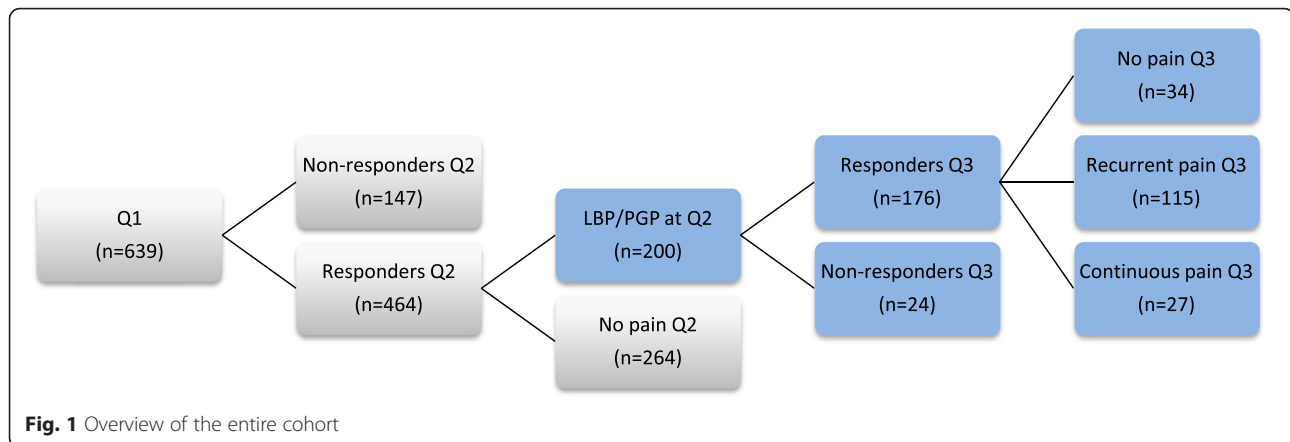 Q1
(n=639)
Non-responders Q2
(n=147)
Responders Q2
(n=464)
LBP/PGP at Q2
(n=200)
No pain Q2
(n=264)
Responders Q3
(n=176)
Non-responders Q3
(n=24)
No pain Q3
(n=34)
Recurrent pain Q3
(n=115)
Continuous pain Q3
(n=27)
Fig. 1 Overview of the entire cohort